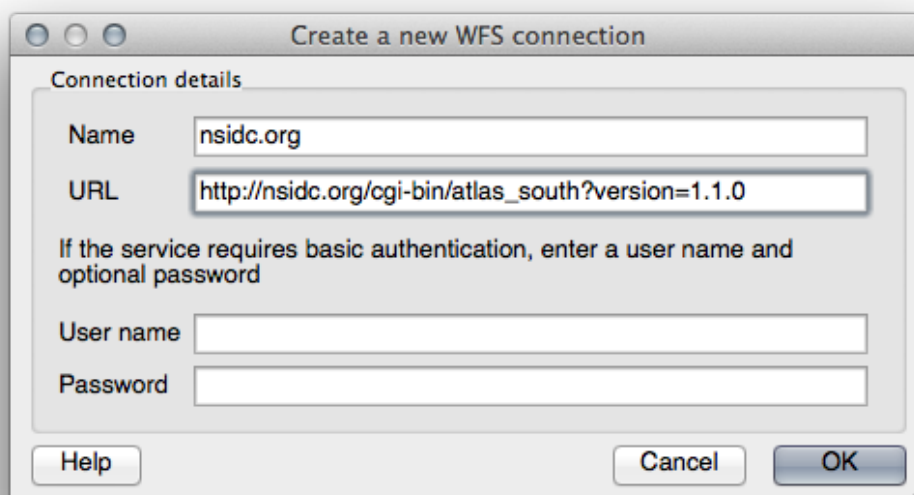 Create a new WFS connection
Connection details
Name nsidc.org
URL http://nsidc.org/cgi-bin/atlas_south?version=1.1.0
If the service requires basic authentication, enter a user name and
optional password
User name
Password
Help Cancel OK